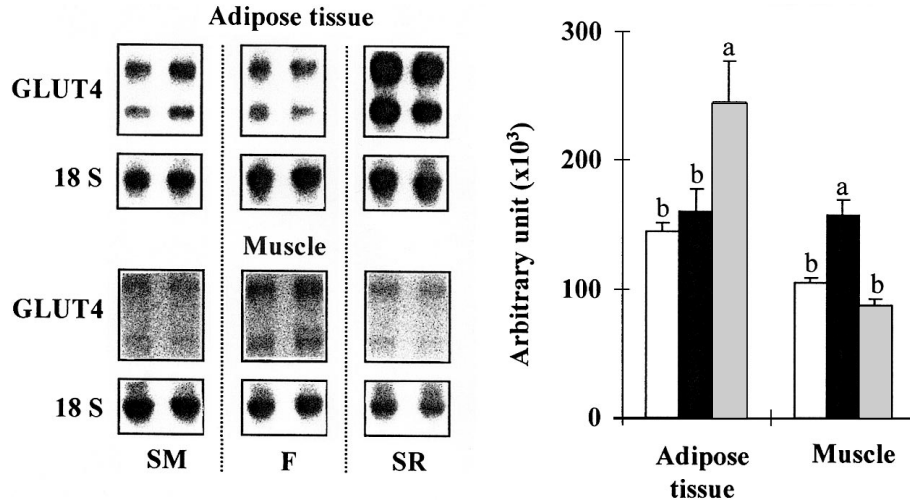 Adipose tissue
GLUT4
18 S
Muscle
GLUT4
18 S
SM F SR
Arbitrary unit (x10³)
300
200
100
0
b b a
b a b
Adipose tissue
Muscle